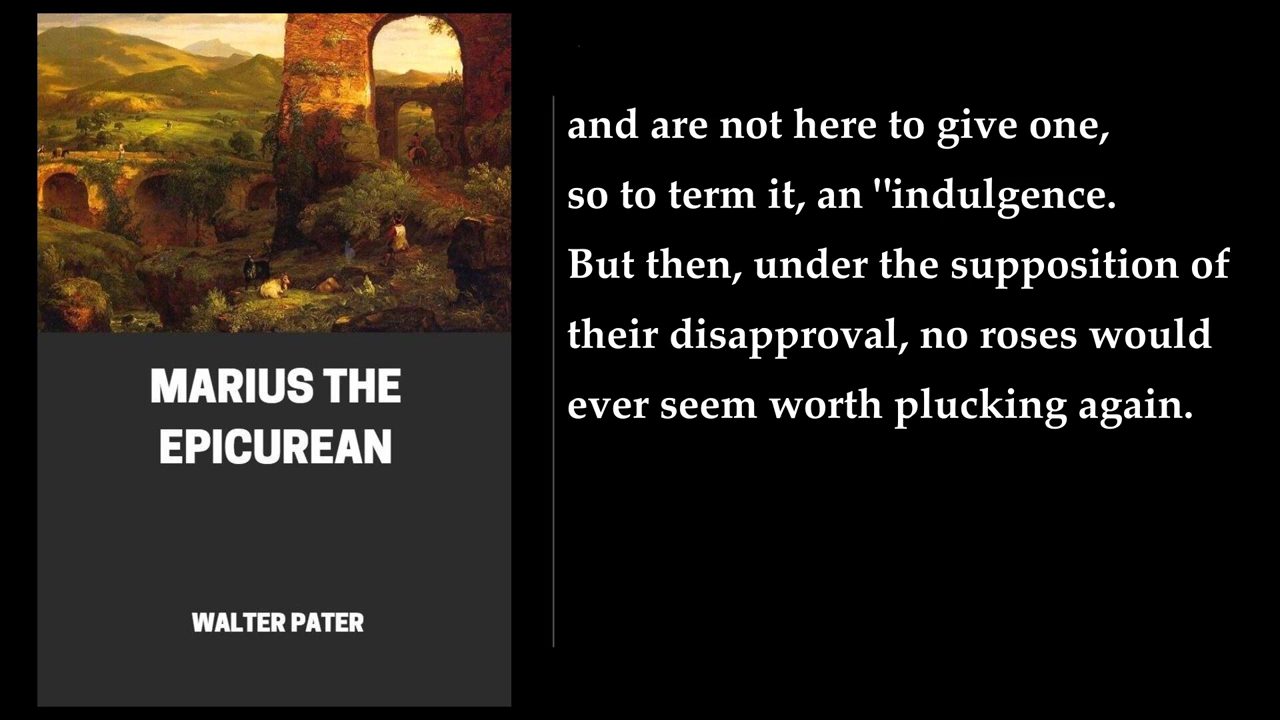 MARIUS THE
EPICUREAN
WALTER PATER
and are not here to give one,
so to term it, an "indulgence.
But then, under the supposition of
their disapproval, no roses would
ever seem worth plucking again.